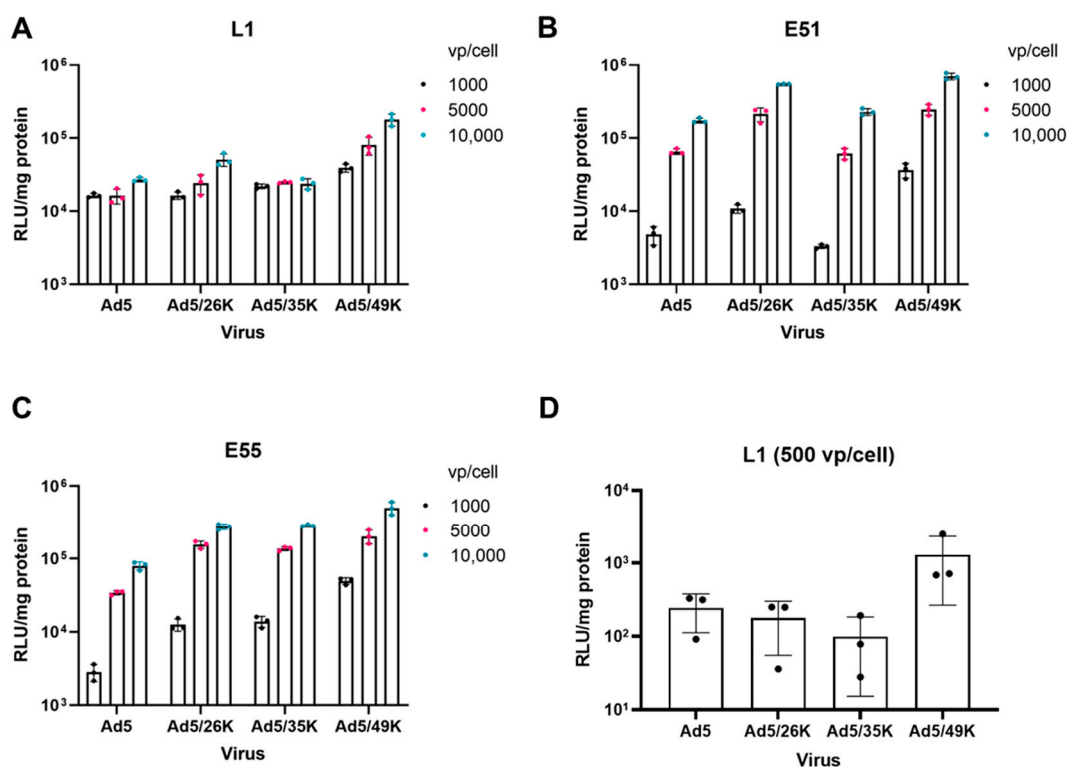 A
L1
vp/cell
1000
5000
10,000
RLU/mg protein
10⁶
10⁵
10⁴
10³
Ad5 Ad5/26K Ad5/35K Ad5/49K
Virus
B
E51
vp/cell
1000
5000
10,000
RLU/mg protein
10⁶
10⁵
10⁴
10³
Ad5 Ad5/26K Ad5/35K Ad5/49K
Virus
C
E55
vp/cell
1000
5000
10,000
RLU/mg protein
10⁶
10⁵
10⁴
10³
Ad5 Ad5/26K Ad5/35K Ad5/49K
Virus
D
L1 (500 vp/cell)
RLU/mg protein
10⁴
10³
10²
10¹
Ad5 Ad5/26K Ad5/35K Ad5/49K
Virus